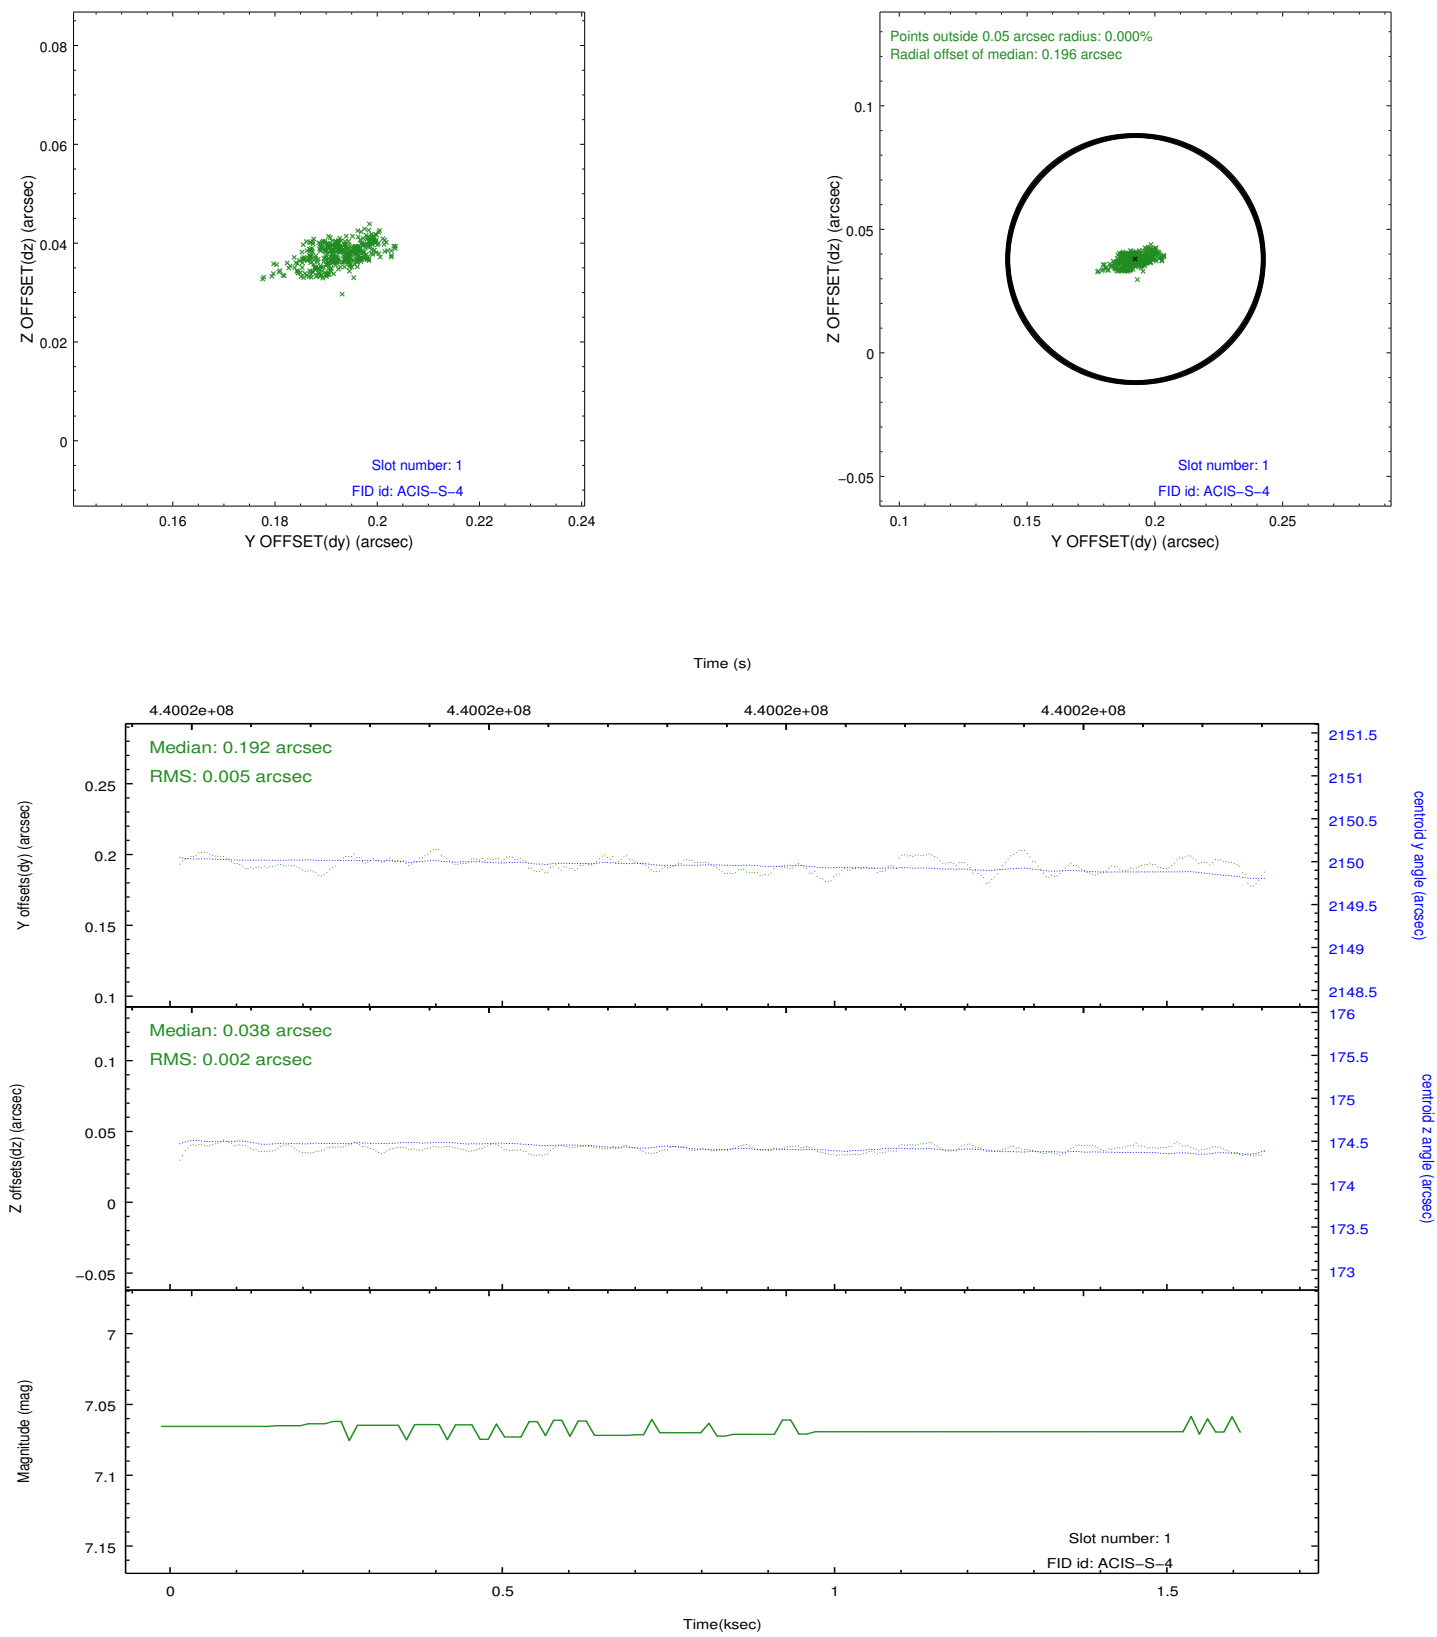 0.08
0.06
0.04
0.02
0
Z OFFSET(dz) (arcsec)
Slot number: 1
FID id: ACIS−S−4
0.16 0.18 0.2 0.22 0.24
Y OFFSET(dy) (arcsec)
Points outside 0.05 arcsec radius: 0.000%
Radial offset of median: 0.196 arcsec
0.1
0.05
0
−0.05
Z OFFSET(dz) (arcsec)
Slot number: 1
FID id: ACIS−S−4
0.1 0.15 0.2 0.25
Y OFFSET(dy) (arcsec)
Time (s)
4.4002e+08 4.4002e+08 4.4002e+08 4.4002e+08
Median: 0.192 arcsec
RMS: 0.005 arcsec
0.25
0.2
0.15
0.1
Y offsets(dy) (arcsec)
2151.5
2151
2150.5
2150
2149.5
2149
2148.5
centroid y angle (arcsec)
Median: 0.038 arcsec
RMS: 0.002 arcsec
0.1
0.05
0
−0.05
Z offsets(dz) (arcsec)
176
175.5
175
174.5
174
173.5
173
centroid z angle (arcsec)
7
7.05
7.1
7.15
Magnitude (mag)
Slot number: 1
FID id: ACIS−S−4
0 0.5 1 1.5
Time(ksec)